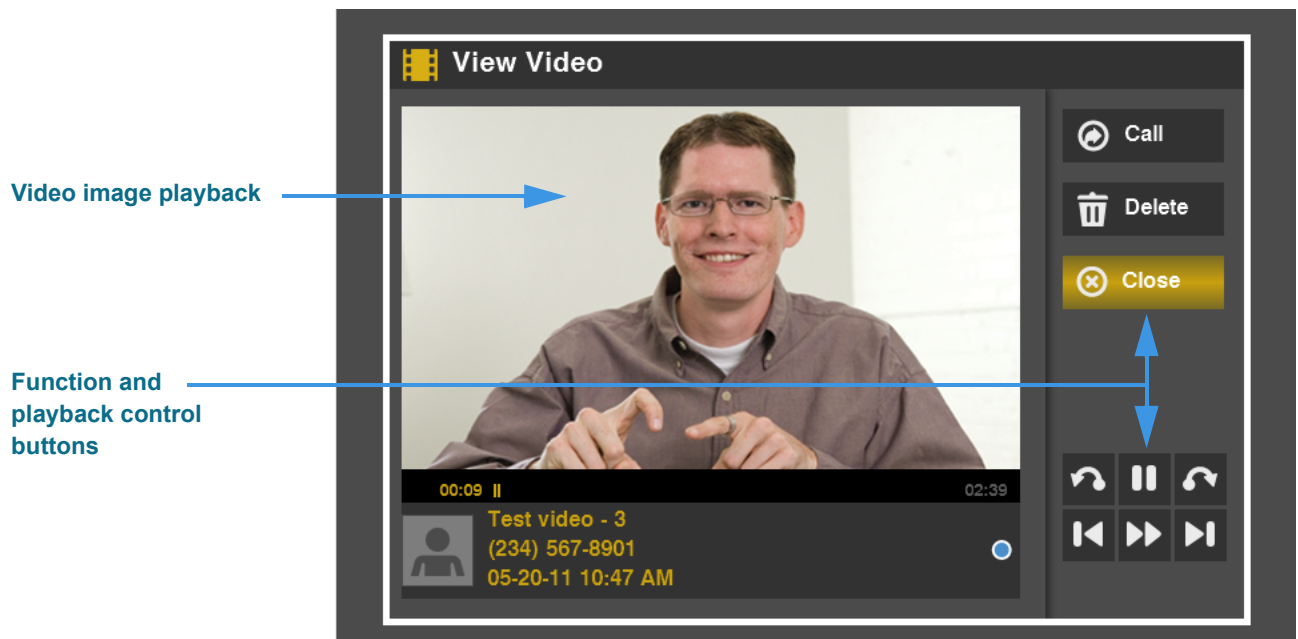 View Video
Video image playback
Call
Delete
Close
Function and
playback control
buttons
00:09
02:39
Test video - 3
(234) 567-8901
05-20-11 10:47 AM